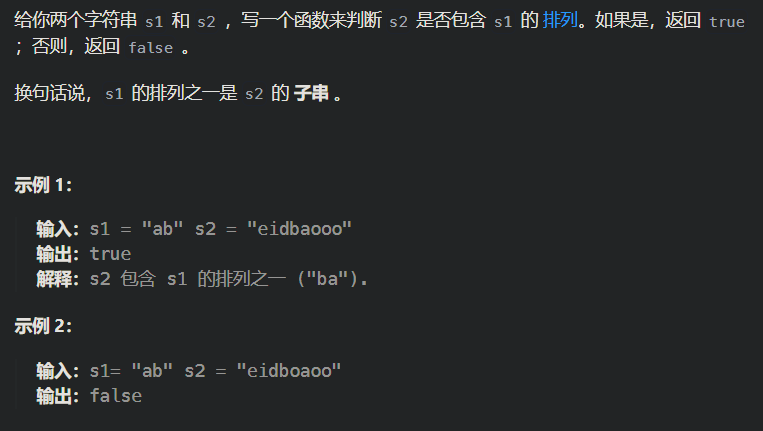 给你两个字符串 s1 和 s2 ，写一个函数来判断 s2 是否包含 s1 的 排列。如果是，返回 true
；否则，返回 false 。
换句话说， s1 的排列之一是 s2 的 子串 。
示例 1：
输入：s1 = "ab" s2 = "eidbaooo"
输出：true
解释：s2 包含 s1 的排列之一 ("ba").
示例 2：
输入：s1= "ab" s2 = "eidboaoo"
输出：false